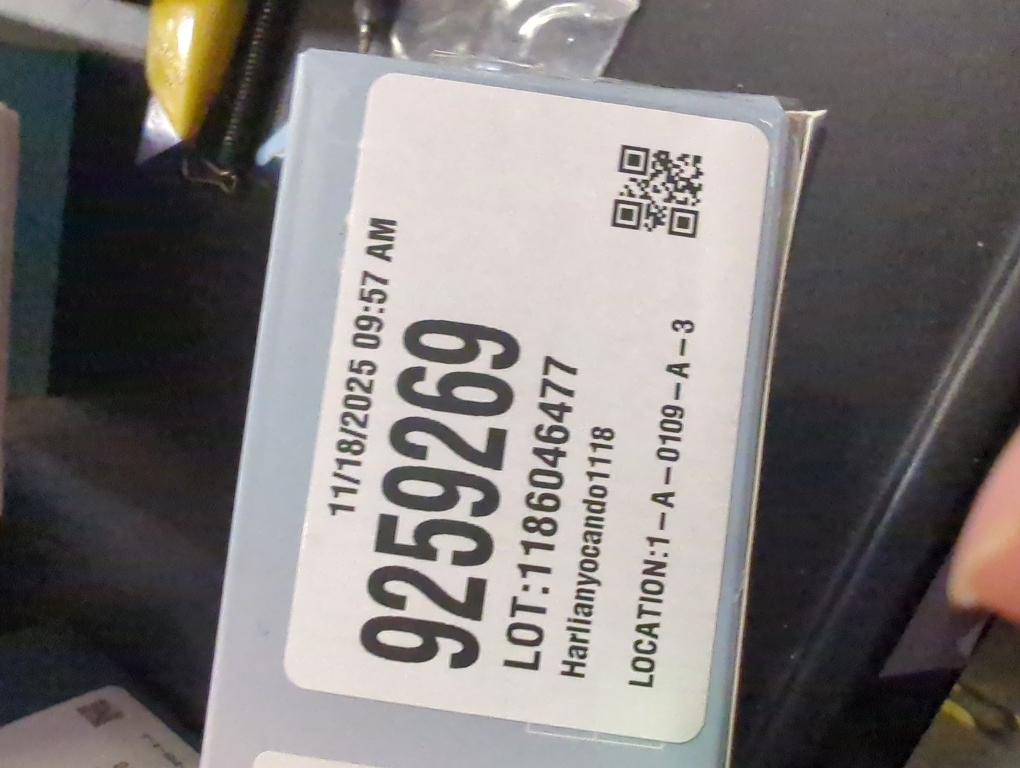 11/18/2025 09:57 AM
9259269
LOT:1186046477
Harlianyocando1118
LOCATION:1-A-0109-A-3